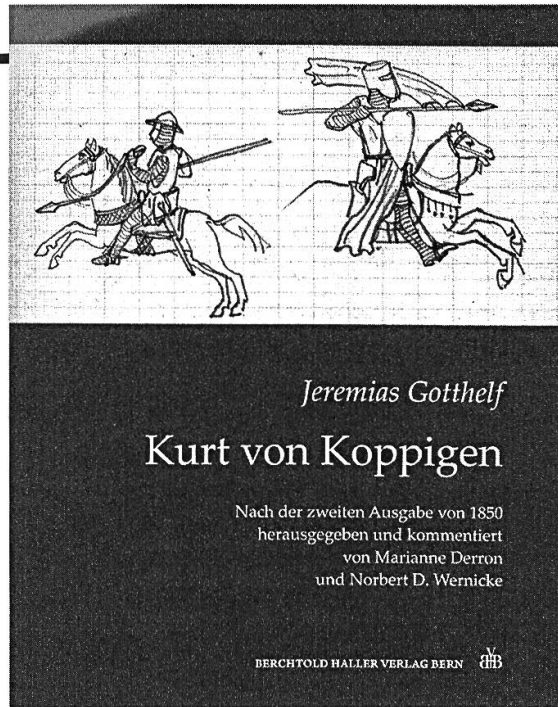 Jeremias Gotthelf
Kurt von Koppigen
Nach der zweiten Ausgabe von 1850
herausgegeben und kommentiert
von Marianne Derron
und Norbert D. Wernicke
BERCHTOLD HALLER VERLAG BERN